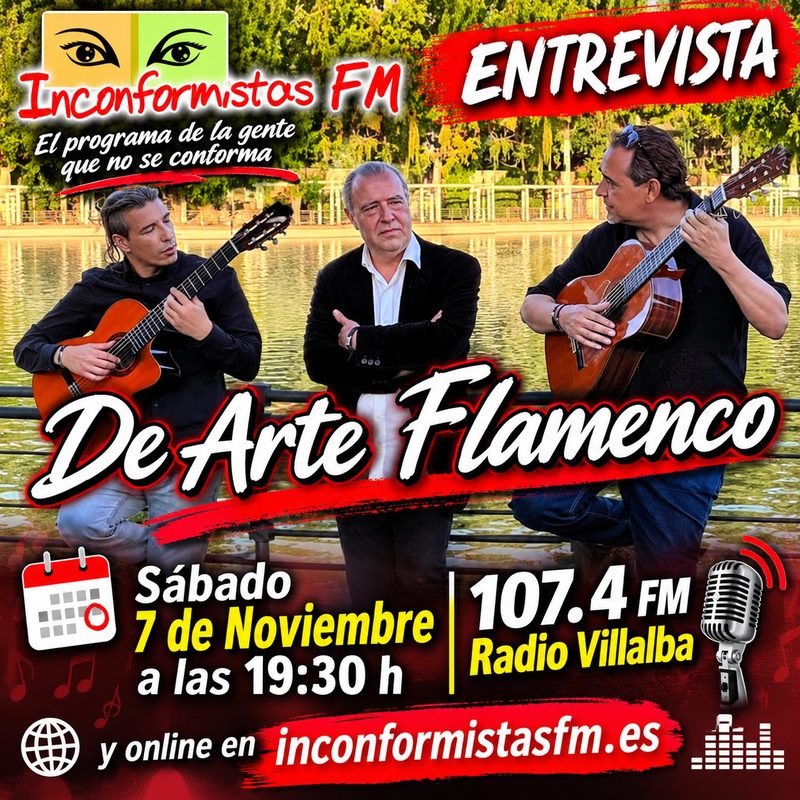 Inconformistas FM
El programa de la gente
que no se conforma
ENTREVISTA
De Arte Flamenco
Sábado
7 de Noviembre
a las 19:30 h
107.4 FM
Radio Villalba
y online en inconformistasfm.es